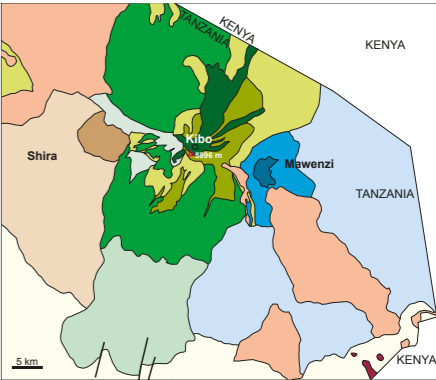 KENYA
TANZANIA
KENYA
Kibo
5896 m
Shira
Mawenzi
TANZANIA
5 km
KENYA